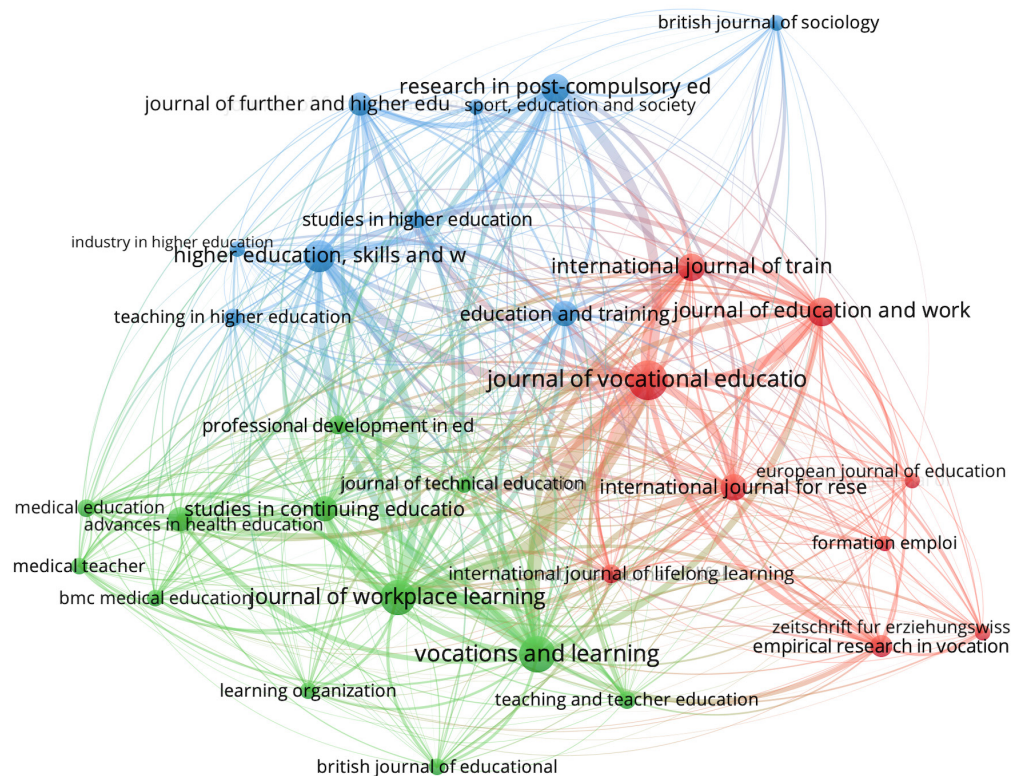 british journal of sociology
research in post-compulsory ed
journal of further and higher edu
sport, education and society
studies in higher education
industry in higher education
higher education, skills and w
international journal of train
journal of education and work
education and training
teaching in higher education
journal of vocational educatio
professional development in ed
european journal of education
journal of technical education
international journal for rese
medical education
studies in continuing educatio
advances in health education
formation emploi
medical teacher
international journal of lifelong learning
bmc medical education
journal of workplace learning
zeitschrift fur erziehungswiss
empirical research in vocation
vocations and learning
learning organization
teaching and teacher education
british journal of educational